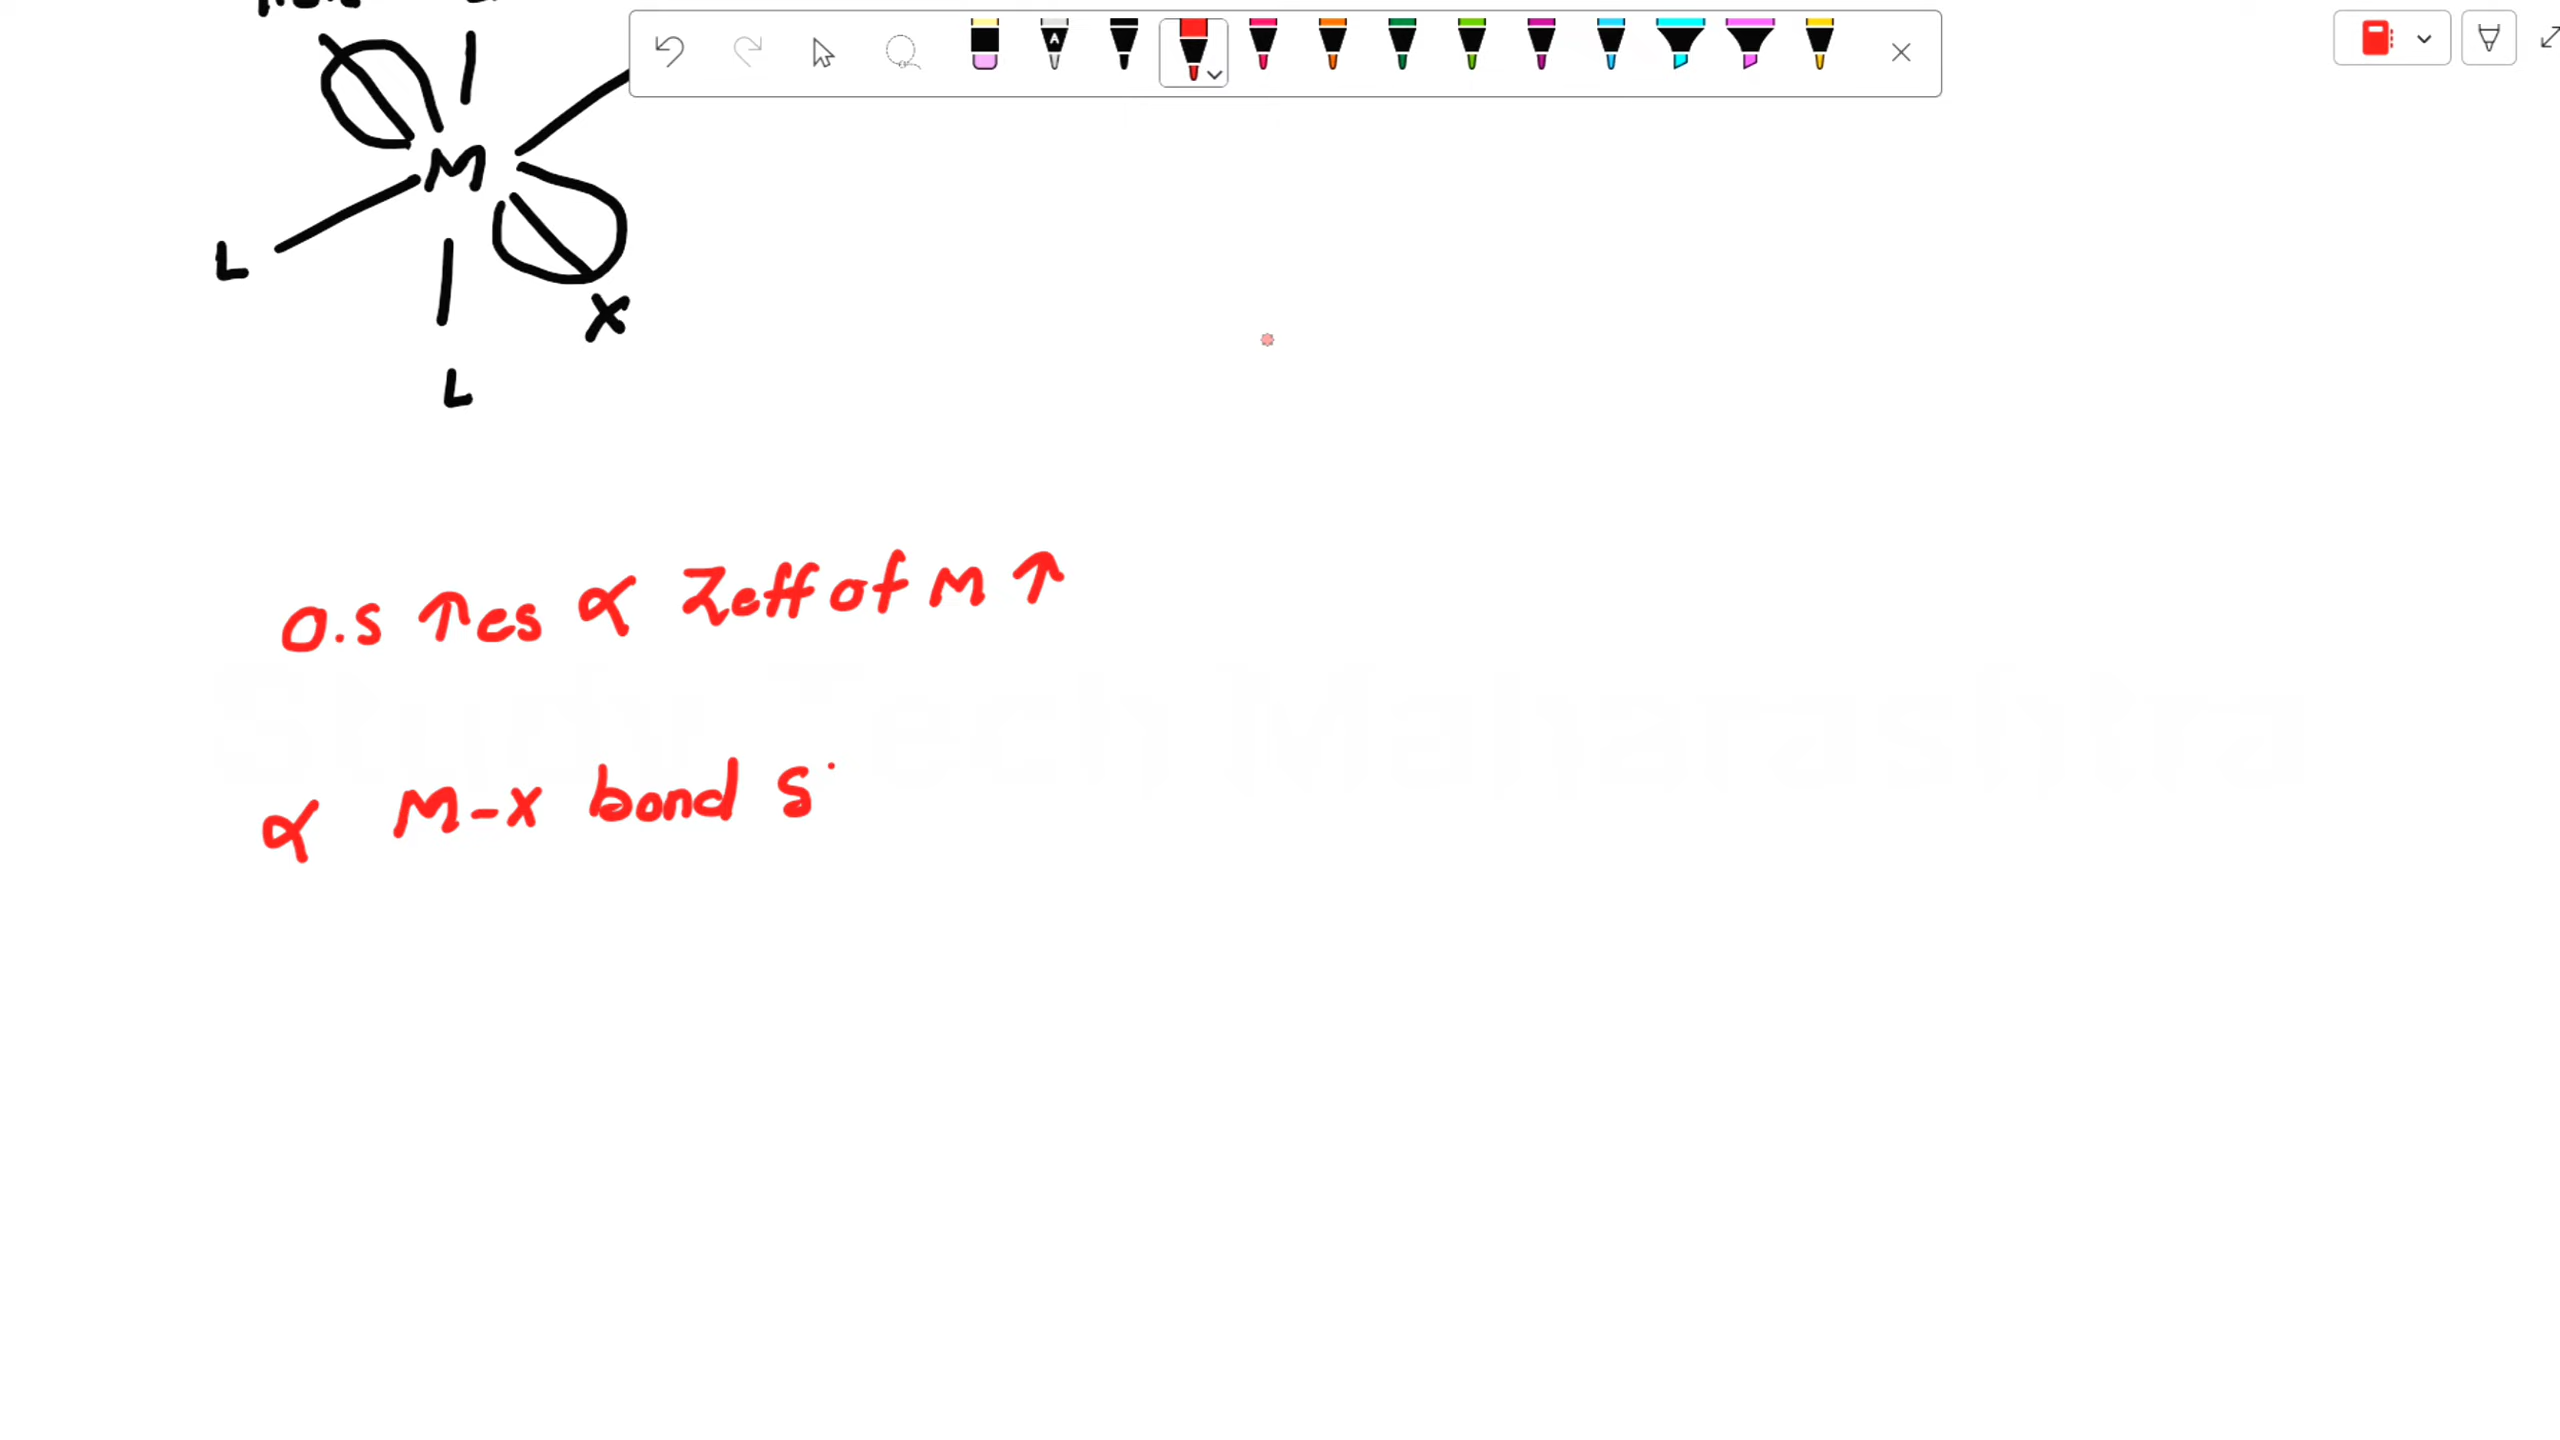 M
L
X
L
O.S ↑es ∝ Zeff of M ↑
∝ M-X bond S